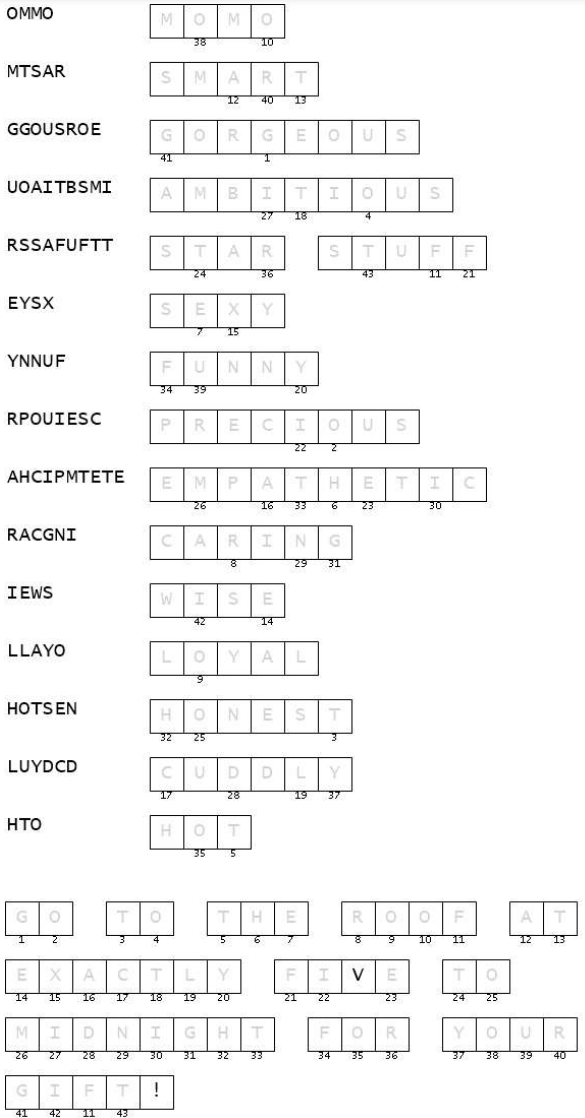 OMMO M O M O
38 10
MTSAR S M A R T
12 40 13
GGOUSROE G O R G E O U S
41 1
UOAITBSMI A M B I T I O U S
27 18 4
RSSAFUFTT S T A R S T U F F
24 36 43 11 21
EYSX S E X Y
7 15
YNNUF F U N N Y
34 39 20
RPOUIESC P R E C I O U S
22 2
AHCIPMTETE E M P A T H E T I C
26 16 33 6 23 30
RACGNI C A R I N G
8 29 31
IEWS W I S E
42 14
LLAYO L O Y A L
9
HOTSEN H O N E S T
32 25 3
LUYDCD C U D D L Y
17 28 19 37
HTO H O T
35 5
G O T O T H E R O O F A T
1 2 3 4 5 6 7 8 9 10 11 12 13
E X A C T L Y F I V E T O
14 15 16 17 18 19 20 21 22 23 24 25
M I D N I G H T F O R Y O U R
26 27 28 29 30 31 32 33 34 35 36 37 38 39 40
G I F T !
41 42 11 43